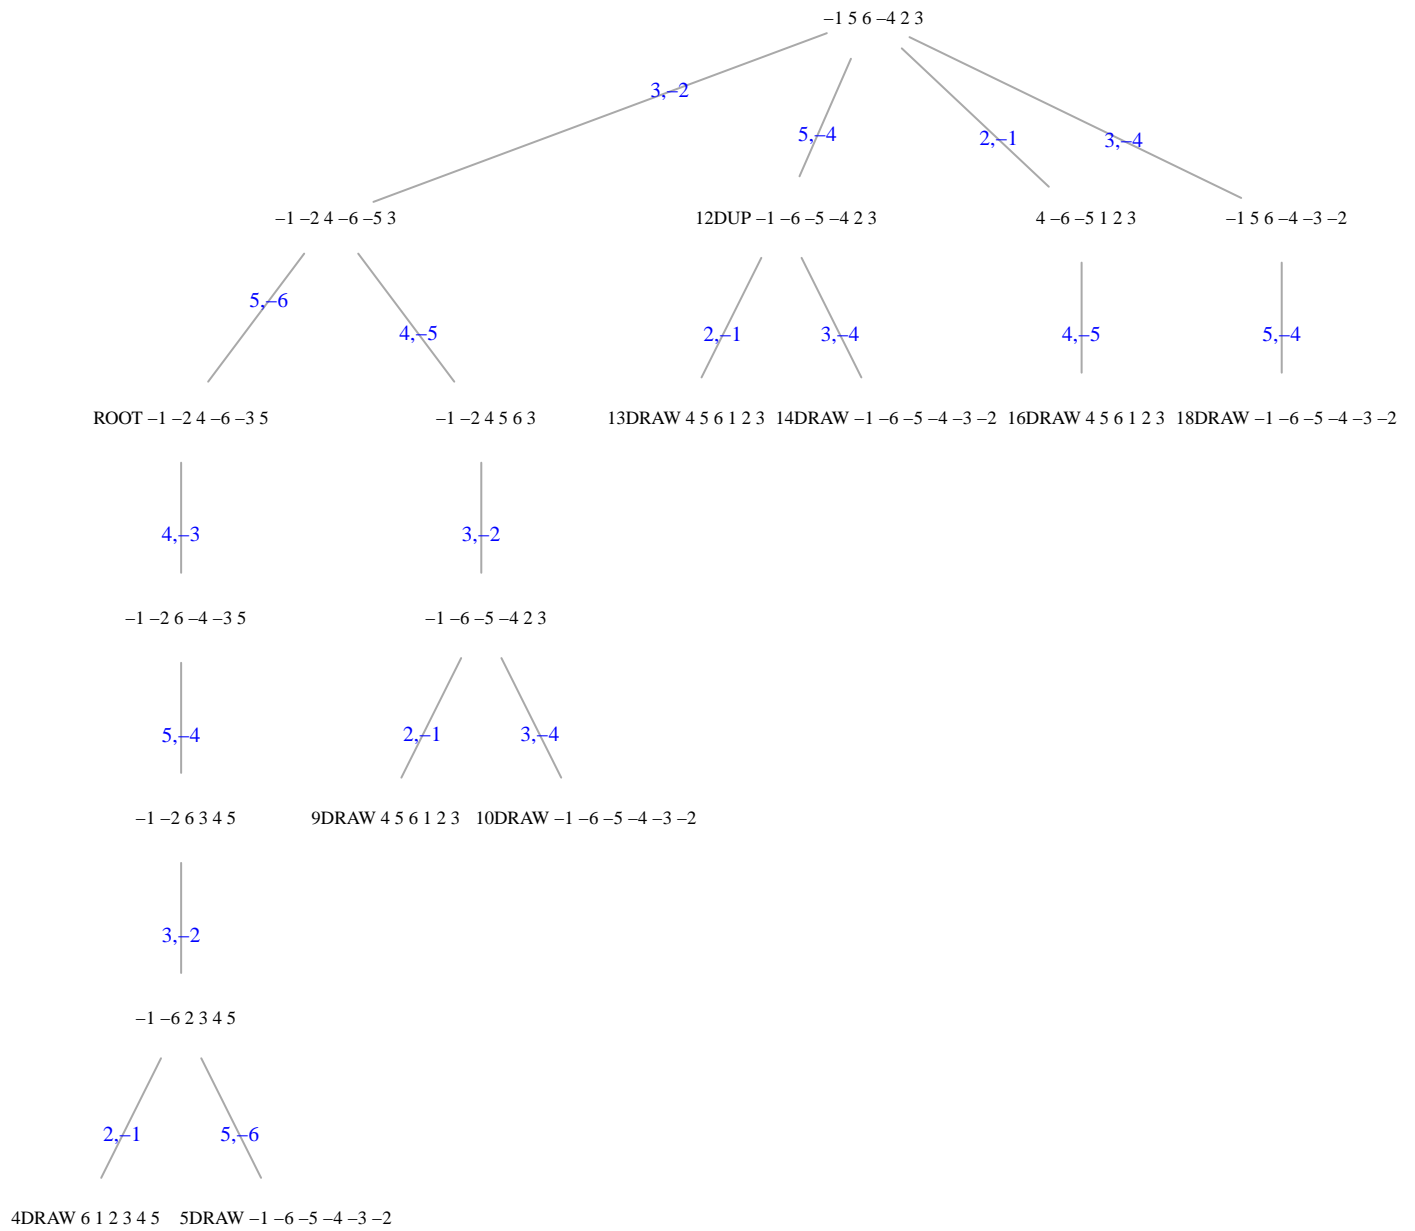 –1 5 6 –4 2 3
3,–2
5,–4
2,–1
3,–4
–1 –2 4 –6 –5 3
12DUP –1 –6 –5 –4 2 3
4 –6 –5 1 2 3
–1 5 6 –4 –3 –2
5,–6
4,–5
2,–1
3,–4
4,–5
5,–4
ROOT –1 –2 4 –6 –3 5
–1 –2 4 5 6 3
13DRAW 4 5 6 1 2 3
14DRAW –1 –6 –5 –4 –3 –2
16DRAW 4 5 6 1 2 3
18DRAW –1 –6 –5 –4 –3 –2
4,–3
3,–2
–1 –2 6 –4 –3 5
–1 –6 –5 –4 2 3
5,–4
2,–1
3,–4
–1 –2 6 3 4 5
9DRAW 4 5 6 1 2 3
10DRAW –1 –6 –5 –4 –3 –2
3,–2
–1 –6 2 3 4 5
2,–1
5,–6
4DRAW 6 1 2 3 4 5
5DRAW –1 –6 –5 –4 –3 –2